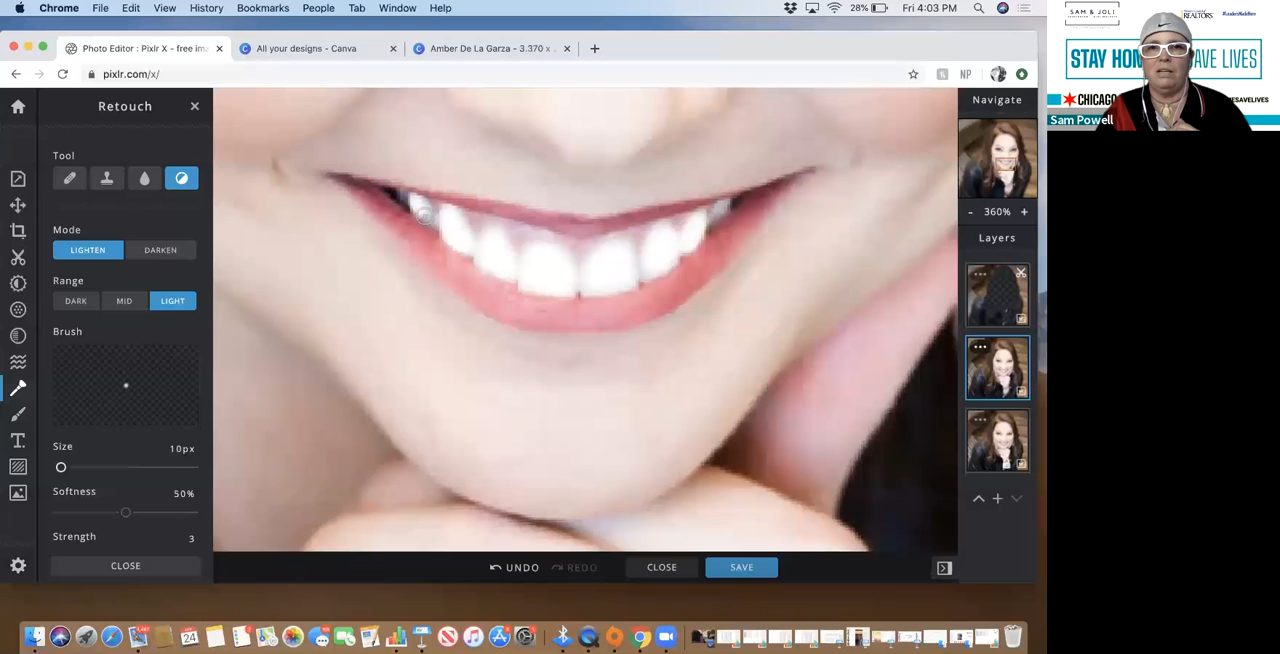 Chrome File Edit View History Bookmarks People Tab Window Help 28% Fri 4:03 PM
Photo Editor : Pixlr X - free ima All your designs - Canva Amber De La Garza - 3.370 x
pixlr.com/x/ NP
Retouch
Tool
Mode
LIGHTEN DARKEN
Range
DARK MID LIGHT
Brush
Size 10px
Softness 50%
Strength 3
CLOSE
UNDO REDO CLOSE SAVE
Navigate
- 360% +
Layers
24
SAM & JOLI
REALTORS
STAY HOM AVE LIVES
CHICAGO ESAVELIVES
Sam Powell